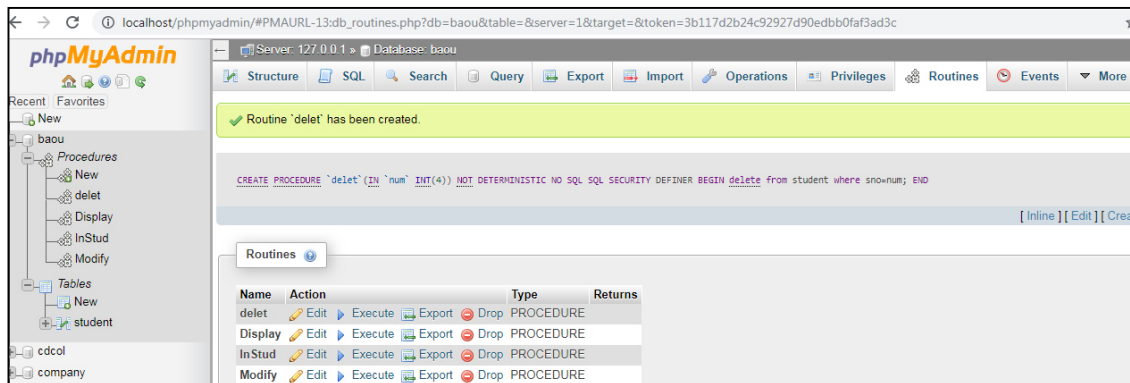 localhost/phpmyadmin/#PMAURL-13:db_routines.php?db=baou&table=&server=1&target=&token=3b117d2b24c92927d90edbb0faf3ad3c
phpMyAdmin
Recent Favorites
New
baou
Procedures
New
delet
Display
InStud
Modify
Tables
New
student
cdcol
company
Server: 127.0.0.1 » Database: baou
Structure SQL Search Query Export Import Operations Privileges Routines Events More
Routine `delet` has been created.
CREATE PROCEDURE `delet`(IN `num` INT(4)) NOT DETERMINISTIC NO SQL SQL SECURITY DEFINER BEGIN delete from student where sno=num; END
[ Inline ] [ Edit ] [ Crea
Routines
Name Action Type Returns
delet Edit Execute Export Drop PROCEDURE
Display Edit Execute Export Drop PROCEDURE
InStud Edit Execute Export Drop PROCEDURE
Modify Edit Execute Export Drop PROCEDURE